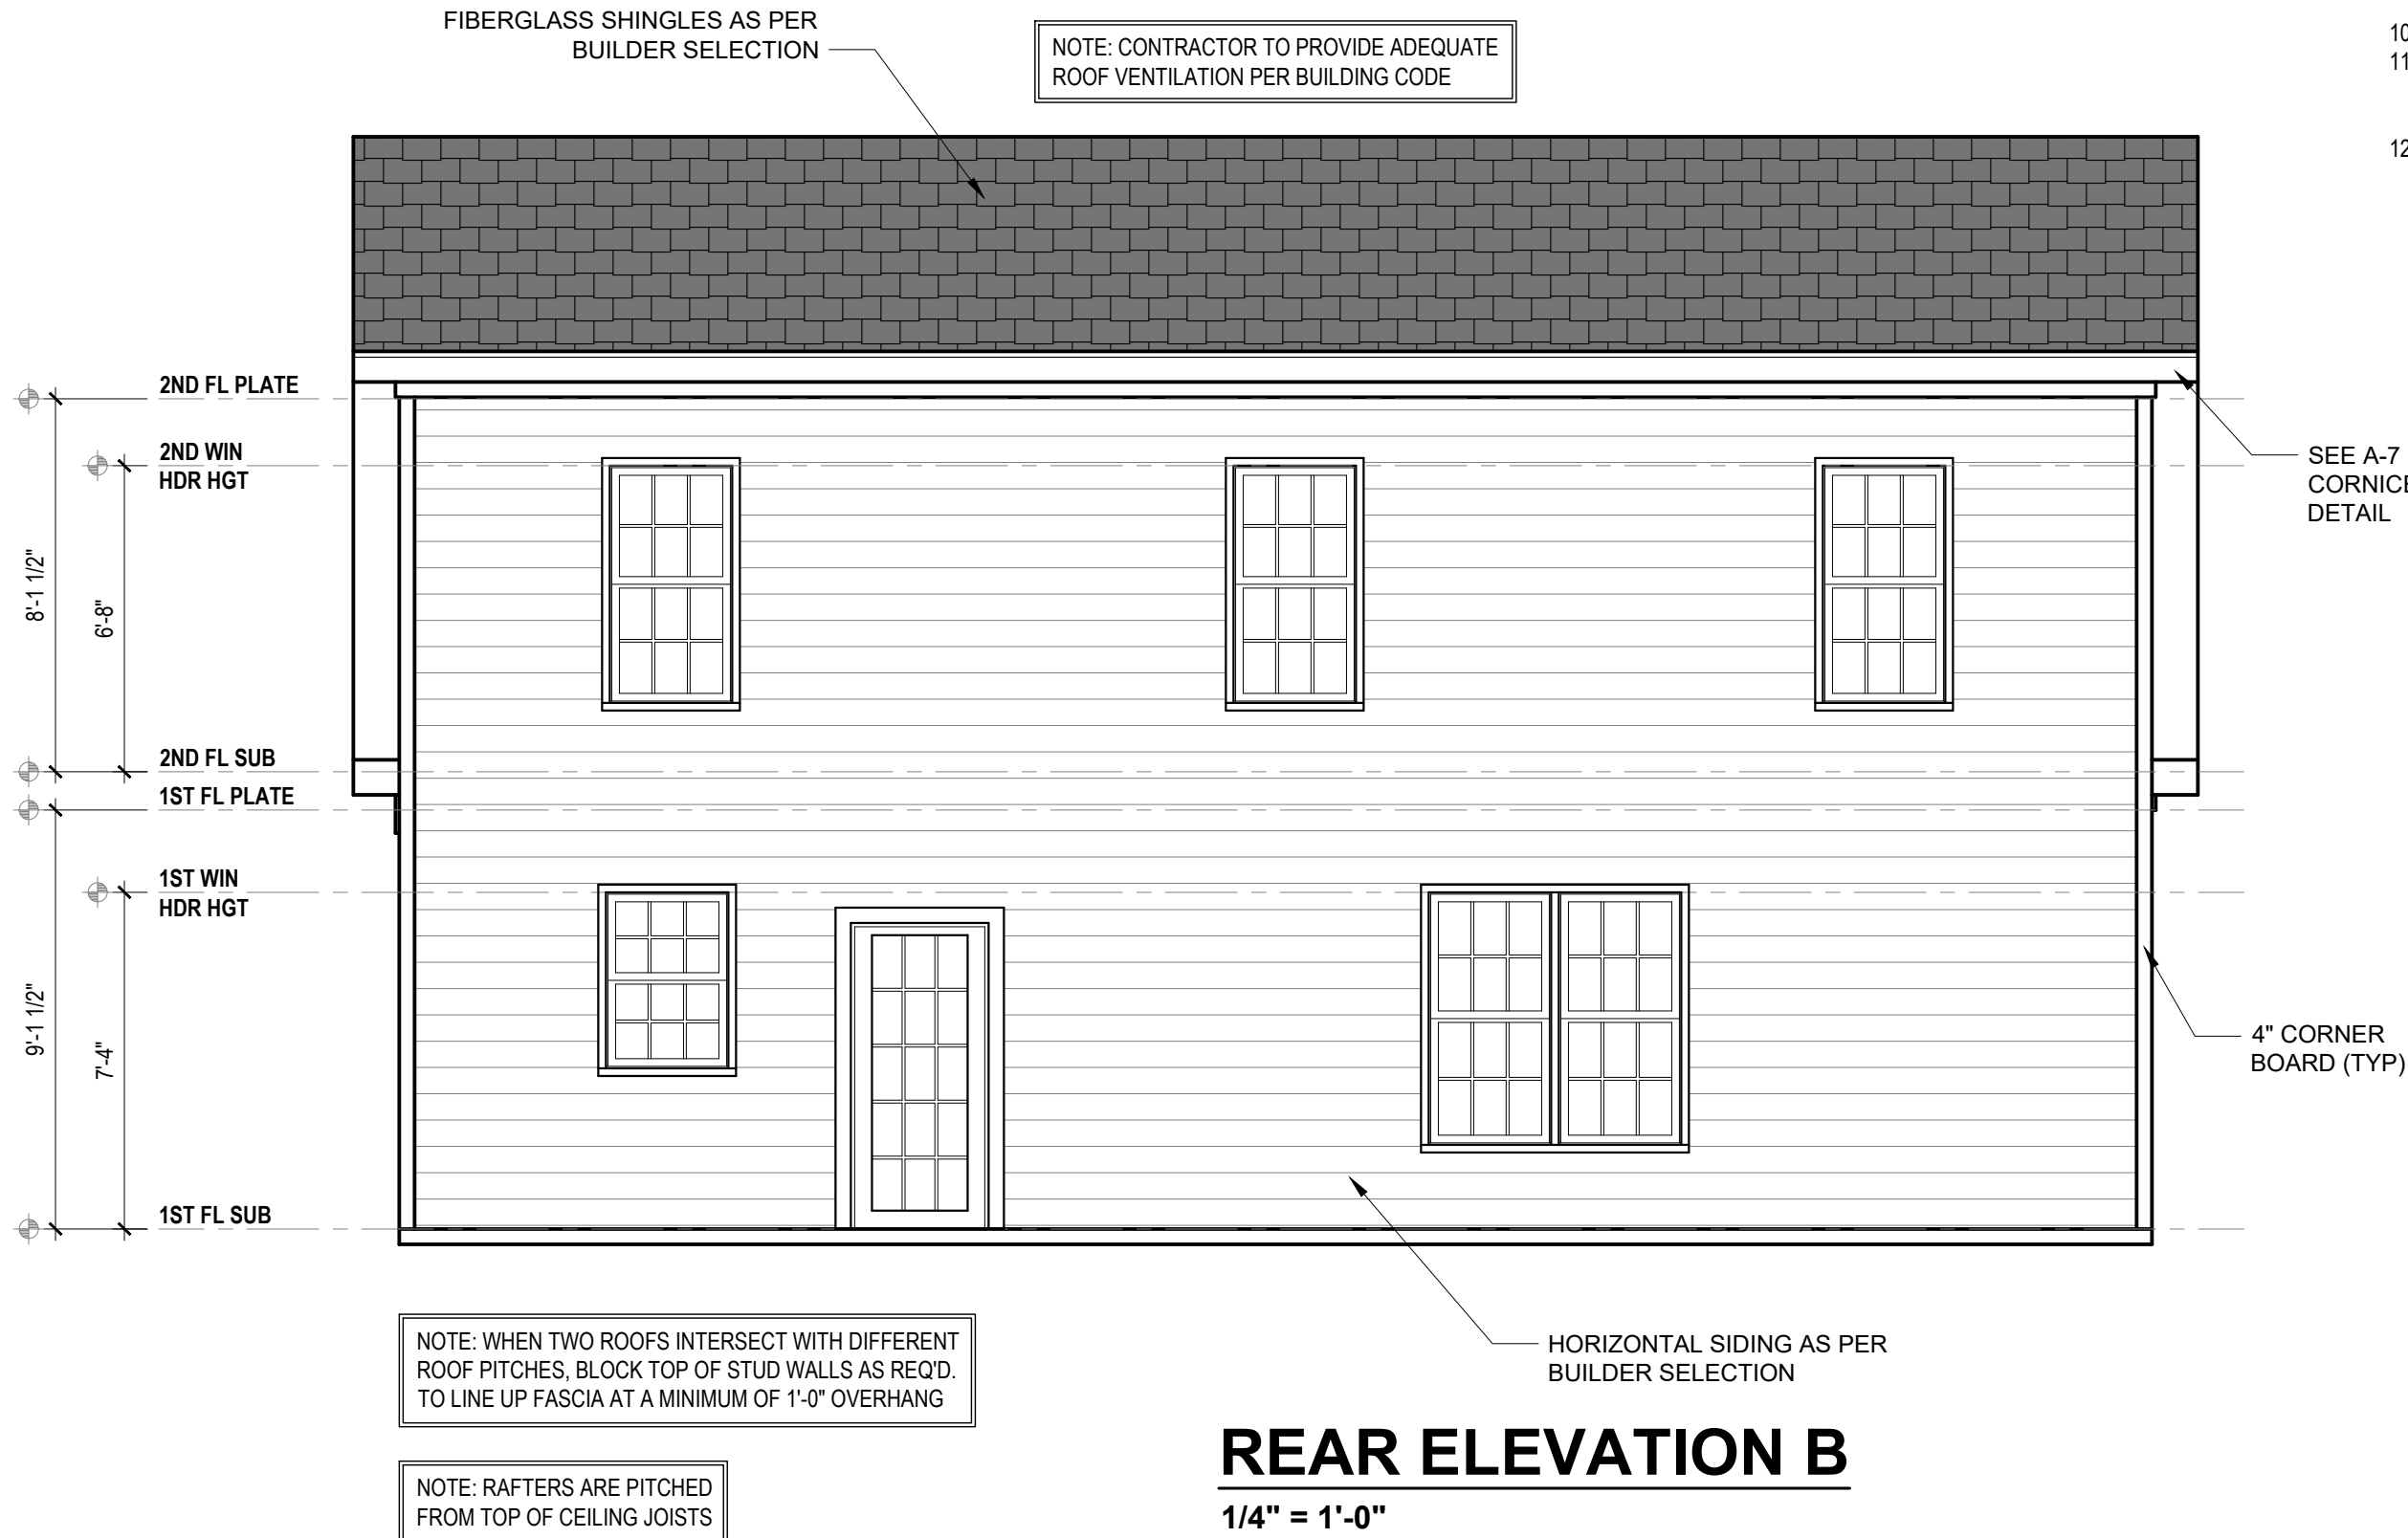 FIBERGLASS SHINGLES AS PER
BUILDER SELECTION
NOTE: CONTRACTOR TO PROVIDE ADEQUATE
ROOF VENTILATION PER BUILDING CODE
10
11
12
2ND FL PLATE
2ND WIN
HDR HGT
8'-1 1/2"
6'-8"
SEE A-7
CORNICE
DETAIL
2ND FL SUB
1ST FL PLATE
1ST WIN
HDR HGT
9'-1 1/2"
7'-4"
4" CORNER
BOARD (TYP)
1ST FL SUB
NOTE: WHEN TWO ROOFS INTERSECT WITH DIFFERENT
ROOF PITCHES, BLOCK TOP OF STUD WALLS AS REQ'D.
TO LINE UP FASCIA AT A MINIMUM OF 1'-0" OVERHANG
HORIZONTAL SIDING AS PER
BUILDER SELECTION
NOTE: RAFTERS ARE PITCHED
FROM TOP OF CEILING JOISTS
REAR ELEVATION B
1/4" = 1'-0"